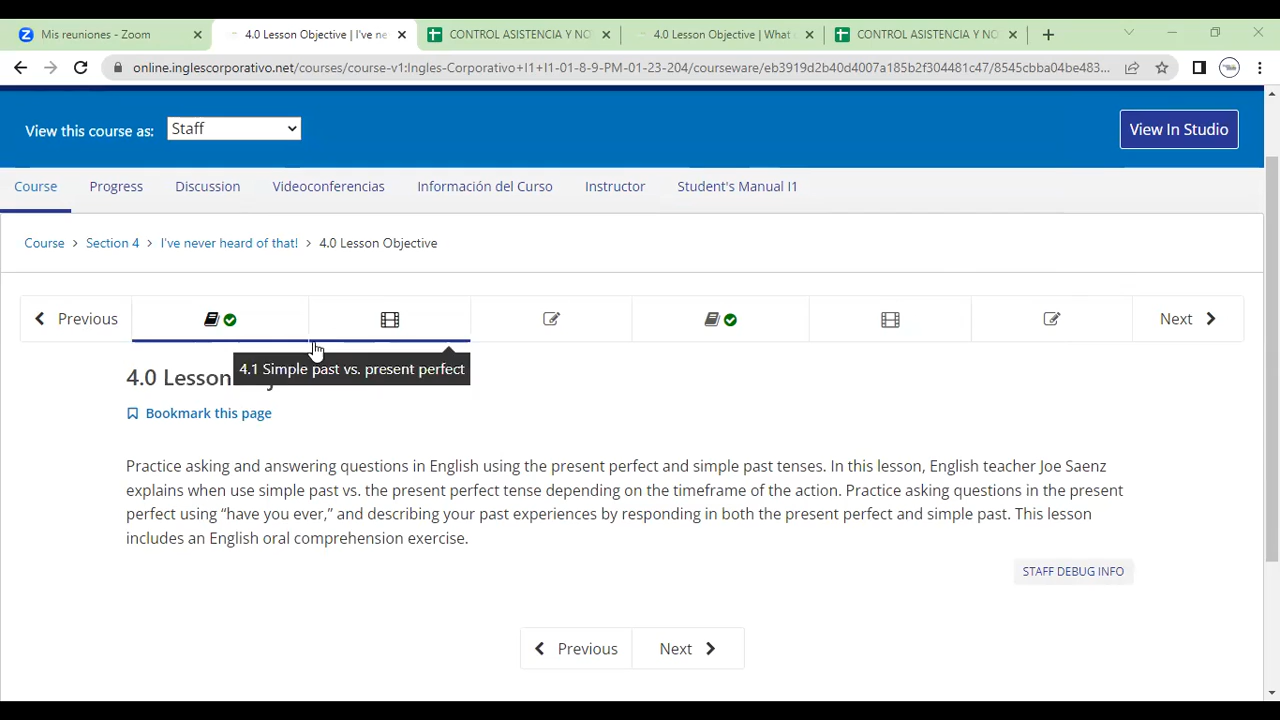 Mis reuniones - Zoom
4.0 Lesson Objective | I've ne
CONTROL ASISTENCIA Y NO
4.0 Lesson Objective | What
CONTROL ASISTENCIA Y NO
online.inglescorporativo.net/courses/course-v1:Ingles-Corporativo+I1+I1-01-8-9-PM-01-23-204/courseware/eb3919d2b40d4007a185b2f304481c47/8545cbba04be483...
View this course as:
Staff
View In Studio
Course
Progress
Discussion
Videoconferencias
Información del Curso
Instructor
Student's Manual I1
Course > Section 4 > I've never heard of that! > 4.0 Lesson Objective
Previous
Next
4.1 Simple past vs. present perfect
4.0 Lesson
Bookmark this page
Practice asking and answering questions in English using the present perfect and simple past tenses. In this lesson, English teacher Joe Saenz
explains when use simple past vs. the present perfect tense depending on the timeframe of the action. Practice asking questions in the present
perfect using “have you ever,” and describing your past experiences by responding in both the present perfect and simple past. This lesson
includes an English oral comprehension exercise.
STAFF DEBUG INFO
Previous
Next